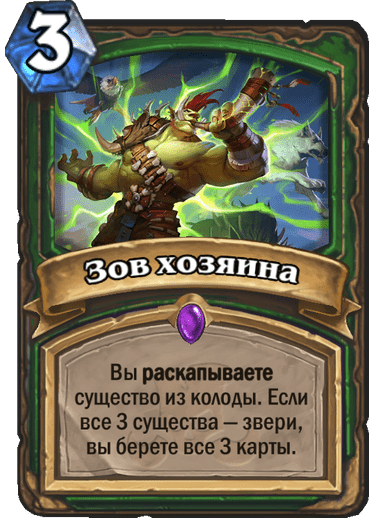 3
Зов хозяина
Вы раскапываете
существо из колоды. Если
все 3 существа — звери,
вы берете все 3 карты.